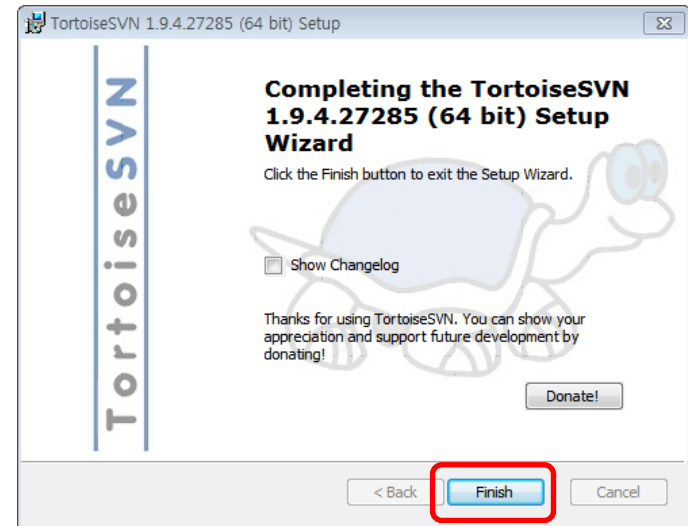 TortoiseSVN 1.9.4.27285 (64 bit) Setup
TortoiseSVN
Completing the TortoiseSVN
1.9.4.27285 (64 bit) Setup
Wizard
Click the Finish button to exit the Setup Wizard.
Show Changelog
Thanks for using TortoiseSVN. You can show your
appreciation and support future development by
donating!
Donate!
< Back
Finish
Cancel